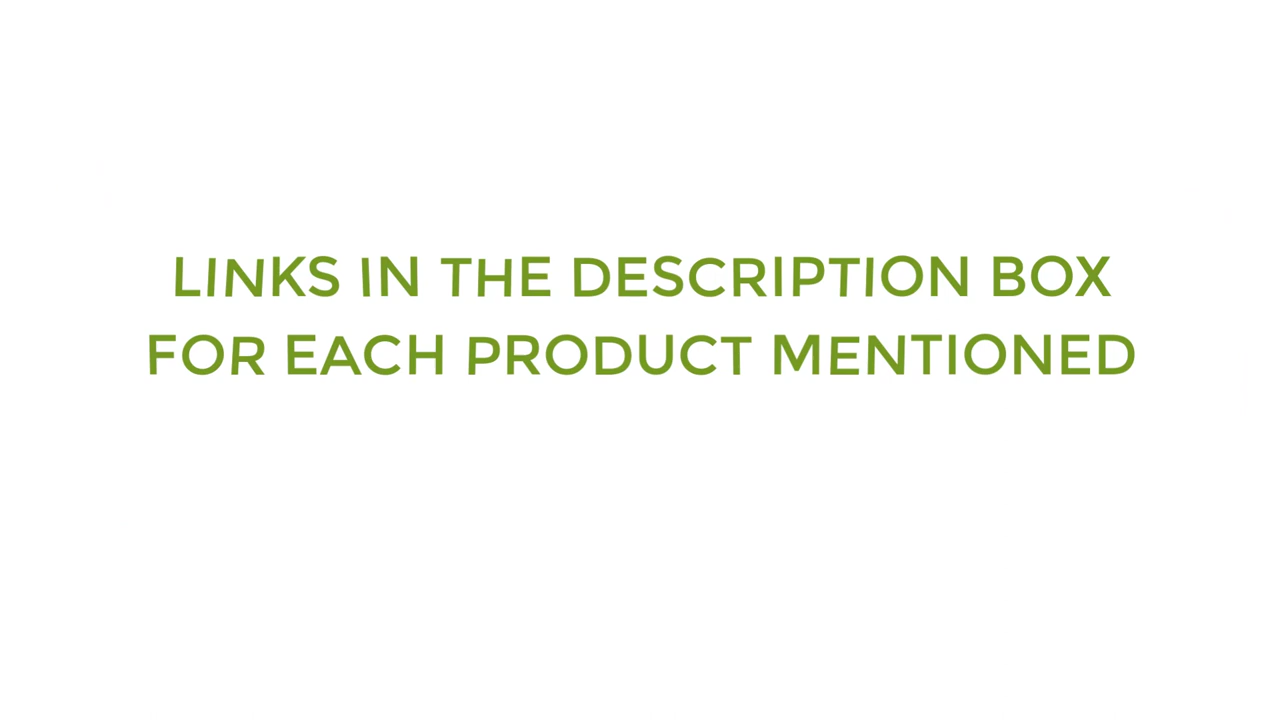 LINKS IN THE DESCRIPTION BOX
FOR EACH PRODUCT MENTIONED